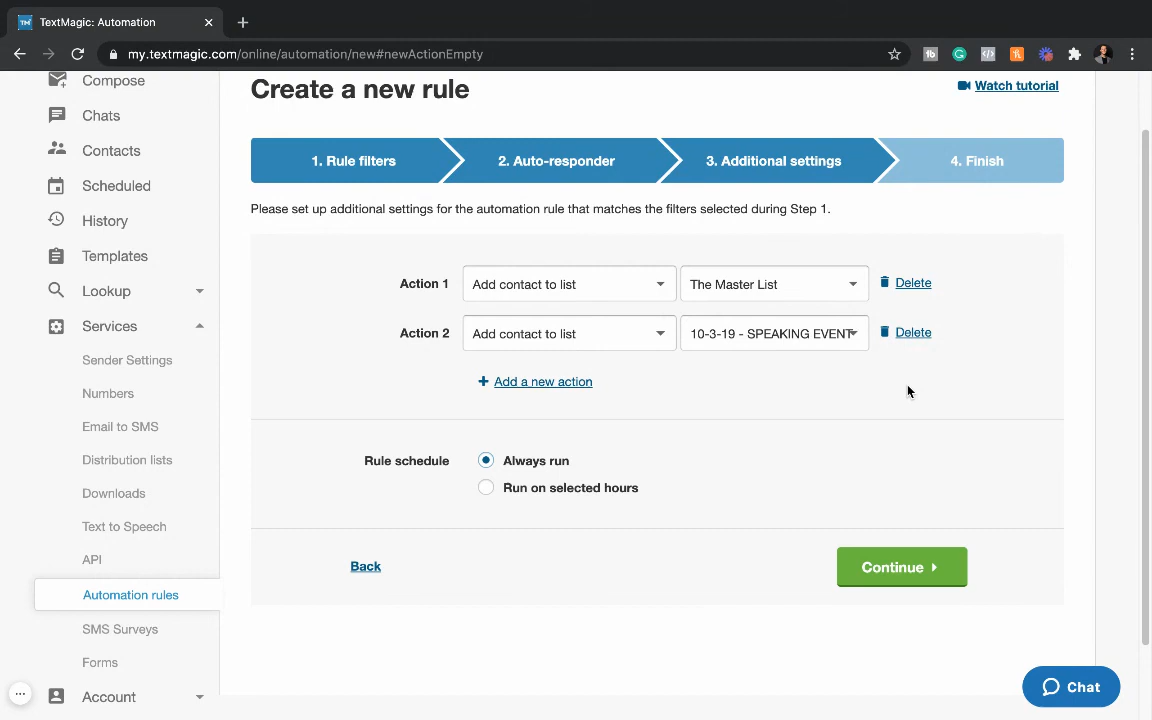 TM TextMagic: Automation
my.textmagic.com/online/automation/new#newActionEmpty
Compose
Chats
Contacts
Scheduled
History
Templates
Lookup
Services
Sender Settings
Numbers
Email to SMS
Distribution lists
Downloads
Text to Speech
API
Automation rules
SMS Surveys
Forms
Account
Create a new rule
Watch tutorial
1. Rule filters
2. Auto-responder
3. Additional settings
4. Finish
Please set up additional settings for the automation rule that matches the filters selected during Step 1.
Action 1 Add contact to list The Master List Delete
Action 2 Add contact to list 10-3-19 - SPEAKING EVENT Delete
+ Add a new action
Rule schedule Always run
Run on selected hours
Back
Continue
Chat